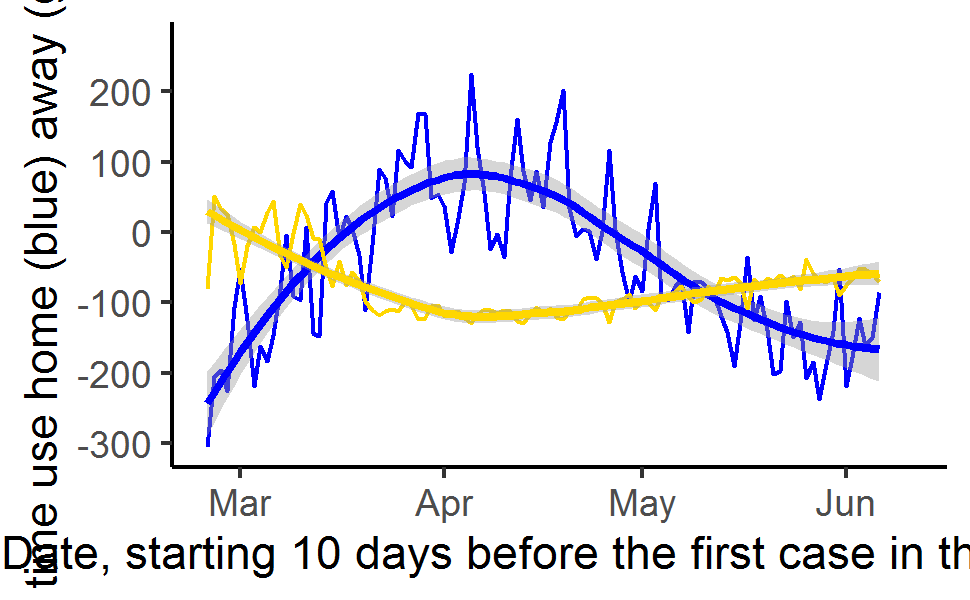 time use home (blue) away (
200
100
0
-100
-200
-300
Mar Apr May Jun
Date, starting 10 days before the first case in th